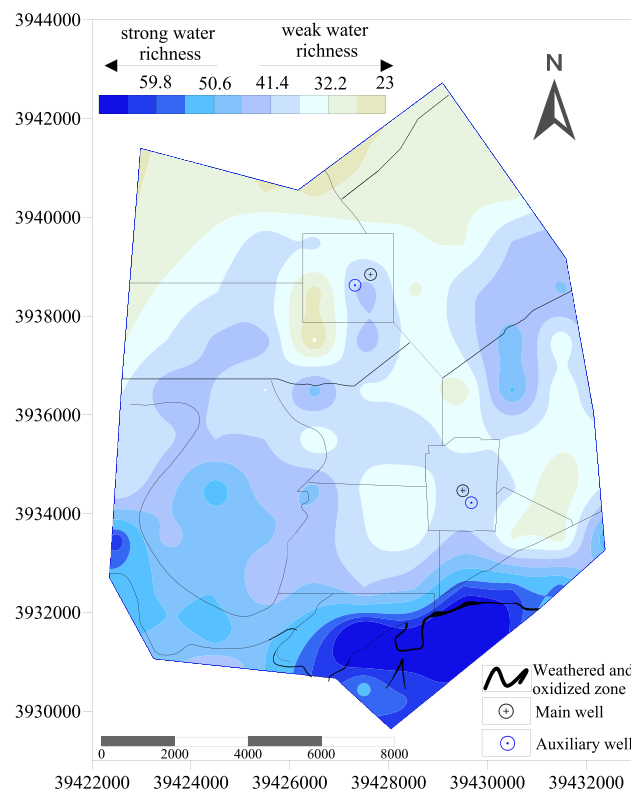 3944000
strong water
richness
weak water
richness
59.8 50.6 41.4 32.2 23
N
3942000
3940000
3938000
3936000
3934000
3932000
3930000
Weathered and
oxidized zone
Main well
Auxiliary well
0 2000 4000 6000 8000
39422000 39424000 39426000 39428000 39430000 39432000